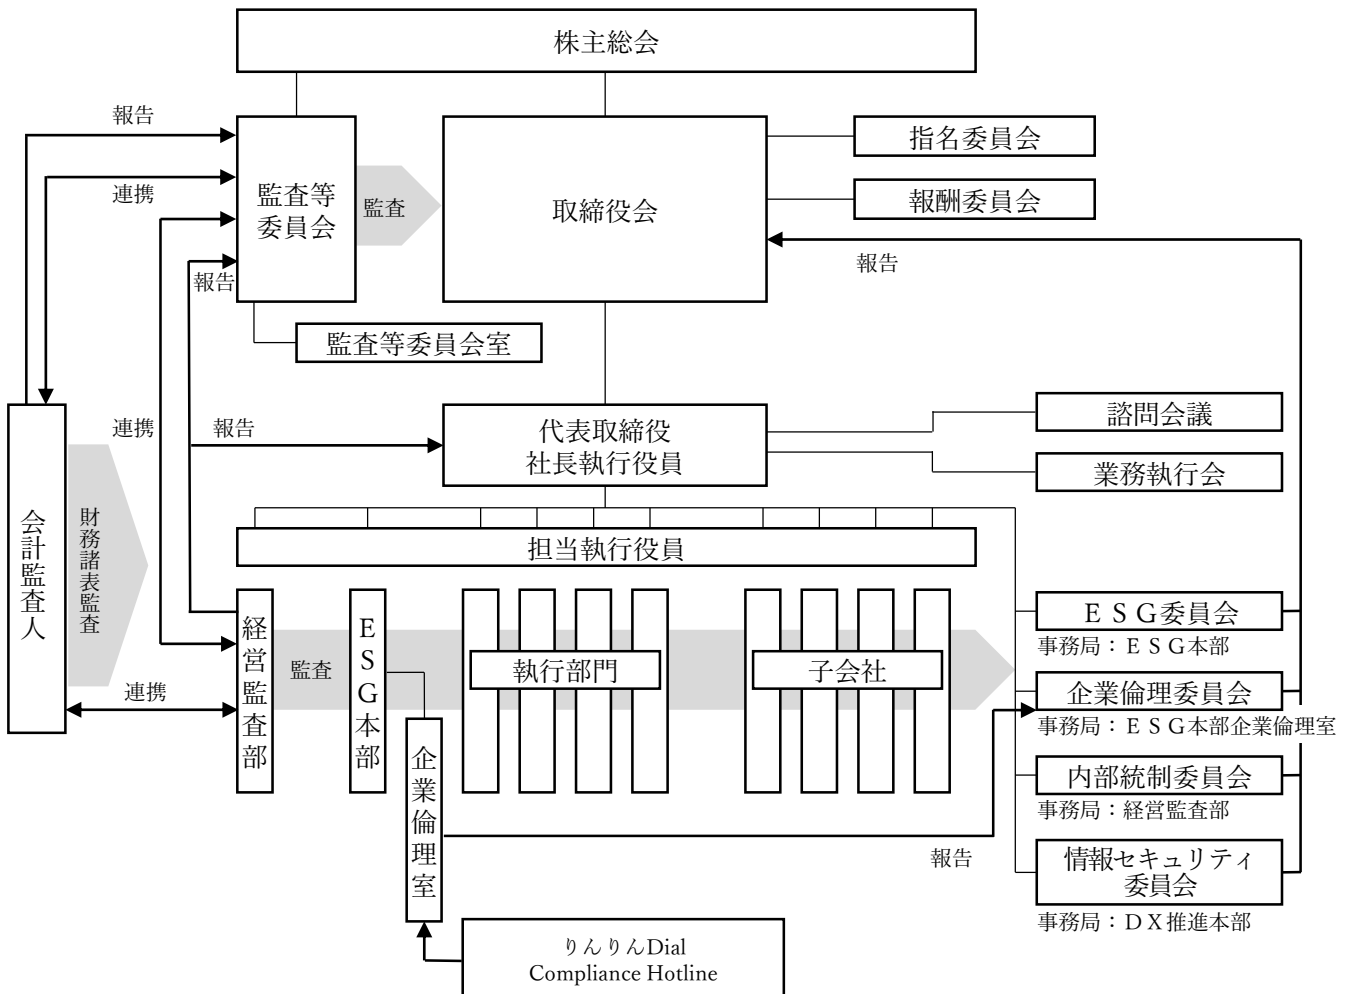 株主総会
報告
連携
監査等
委員会
監査
取締役会
指名委員会
報酬委員会
報告
報告
監査等委員会室
連携
報告
代表取締役
社長執行役員
諮問会議
業務執行会
会計監査人
財務諸表監査
担当執行役員
連携
経営監査部
監査
ESG本部
執行部門
子会社
企業倫理室
ESG委員会
事務局：ESG本部
企業倫理委員会
事務局：ESG本部企業倫理室
内部統制委員会
事務局：経営監査部
報告
情報セキュリティ
委員会
事務局：DX推進本部
りんりんDial
Compliance Hotline